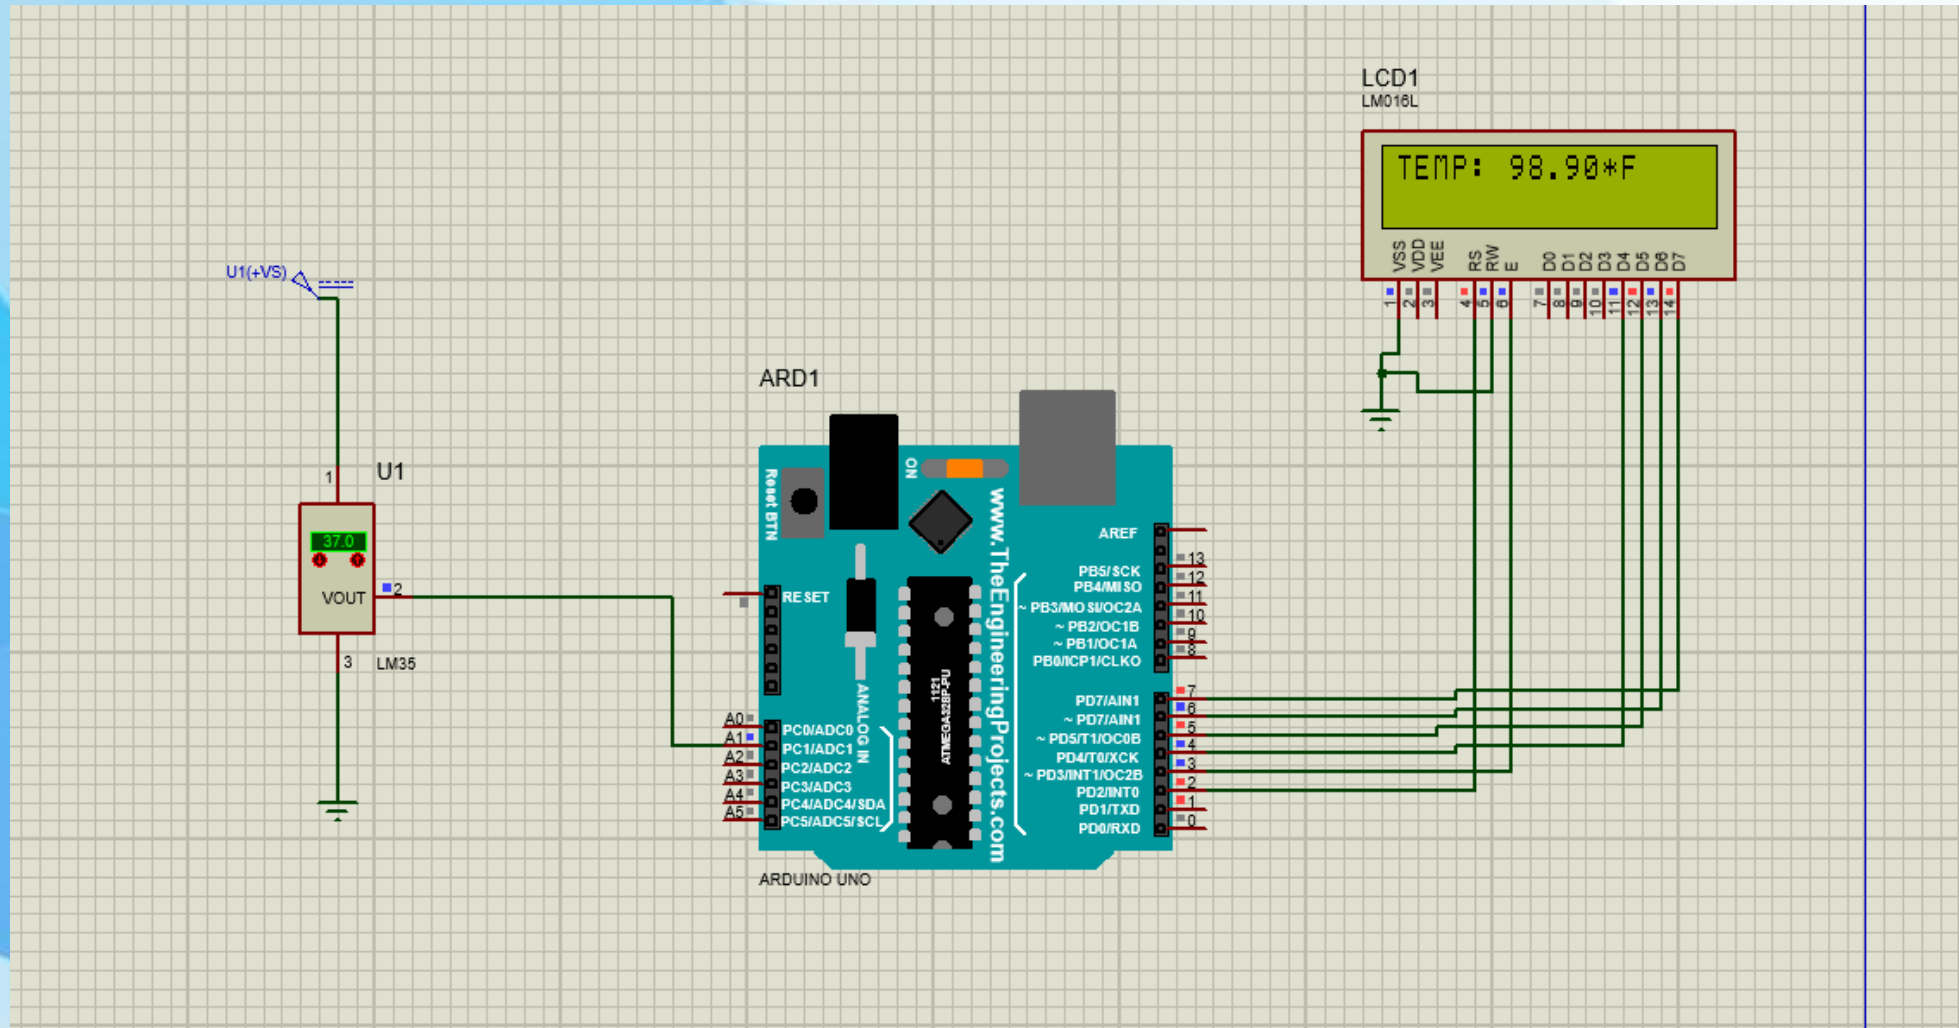 LCD1
LM016L
TEMP: 98.90*F
VSS
VDD
VEE
RS
RW
E
D0
D1
D2
D3
D4
D5
D6
D7
1
2
3
4
5
6
7
8
9
10
11
12
13
14
U1(+VS)
1
U1
37.0
2
VOUT
3
LM35
ARD1
Reset BTN
ON
www.TheEngineeringProjects.com
RESET
ANALOG IN
1121
ATMEGA328P-PU
A0
A1
A2
A3
A4
A5
PC0/ADC0
PC1/ADC1
PC2/ADC2
PC3/ADC3
PC4/ADC4/SDA
PC5/ADC5/SCL
AREF
PB5/SCK
PB4/MISO
~ PB3/MOSI/OC2A
~ PB2/OC1B
~ PB1/OC1A
PB0/ICP1/CLKO
13
12
11
10
9
8
PD7/AIN1
~ PD7/AIN1
~ PD5/T1/OC0B
PD4/T0/XCK
~ PD3/INT1/OC2B
PD2/INT0
PD1/TXD
PD0/RXD
7
6
5
4
3
2
1
0
ARDUINO UNO